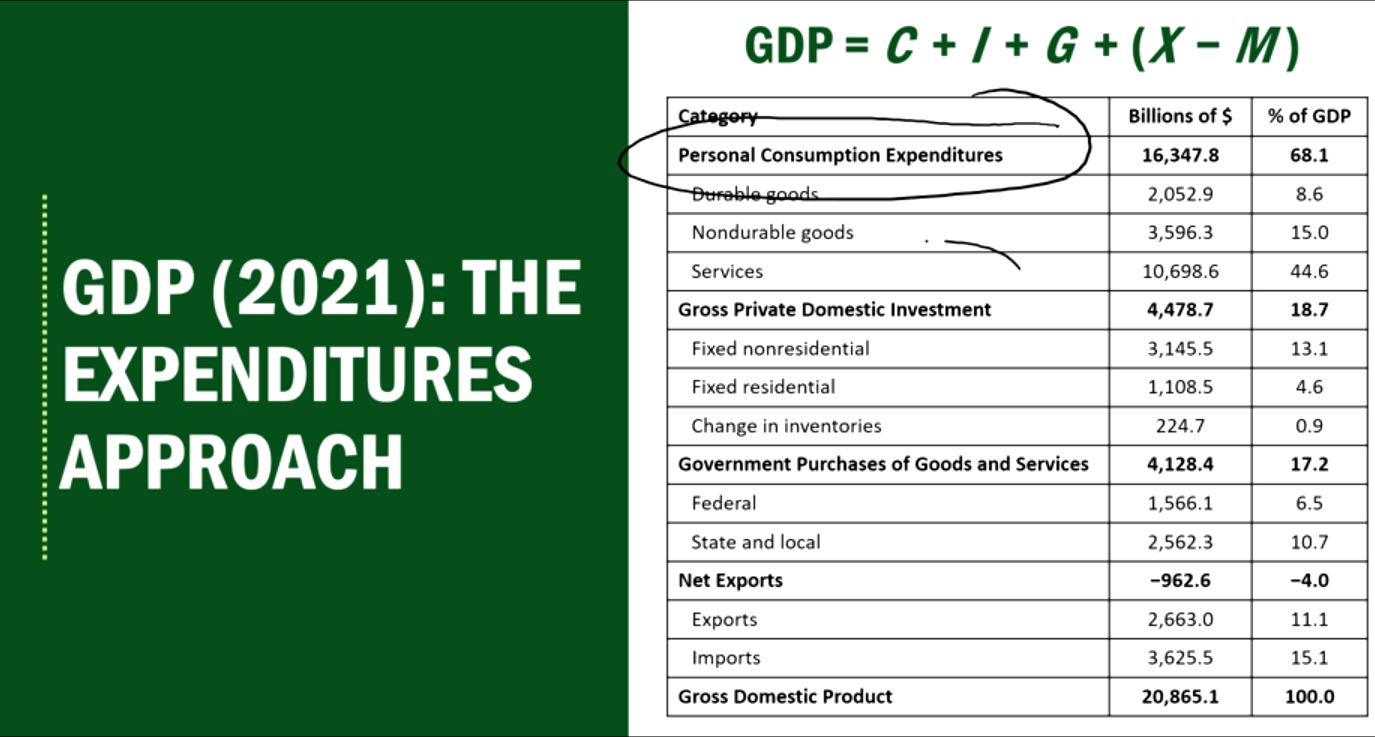 GDP (2021): THE
EXPENDITURES
APPROACH
GDP = C + I + G + (X − M)
Category Billions of $ % of GDP
Personal Consumption Expenditures 16,347.8 68.1
Durable goods 2,052.9 8.6
Nondurable goods 3,596.3 15.0
Services 10,698.6 44.6
Gross Private Domestic Investment 4,478.7 18.7
Fixed nonresidential 3,145.5 13.1
Fixed residential 1,108.5 4.6
Change in inventories 224.7 0.9
Government Purchases of Goods and Services 4,128.4 17.2
Federal 1,566.1 6.5
State and local 2,562.3 10.7
Net Exports −962.6 −4.0
Exports 2,663.0 11.1
Imports 3,625.5 15.1
Gross Domestic Product 20,865.1 100.0